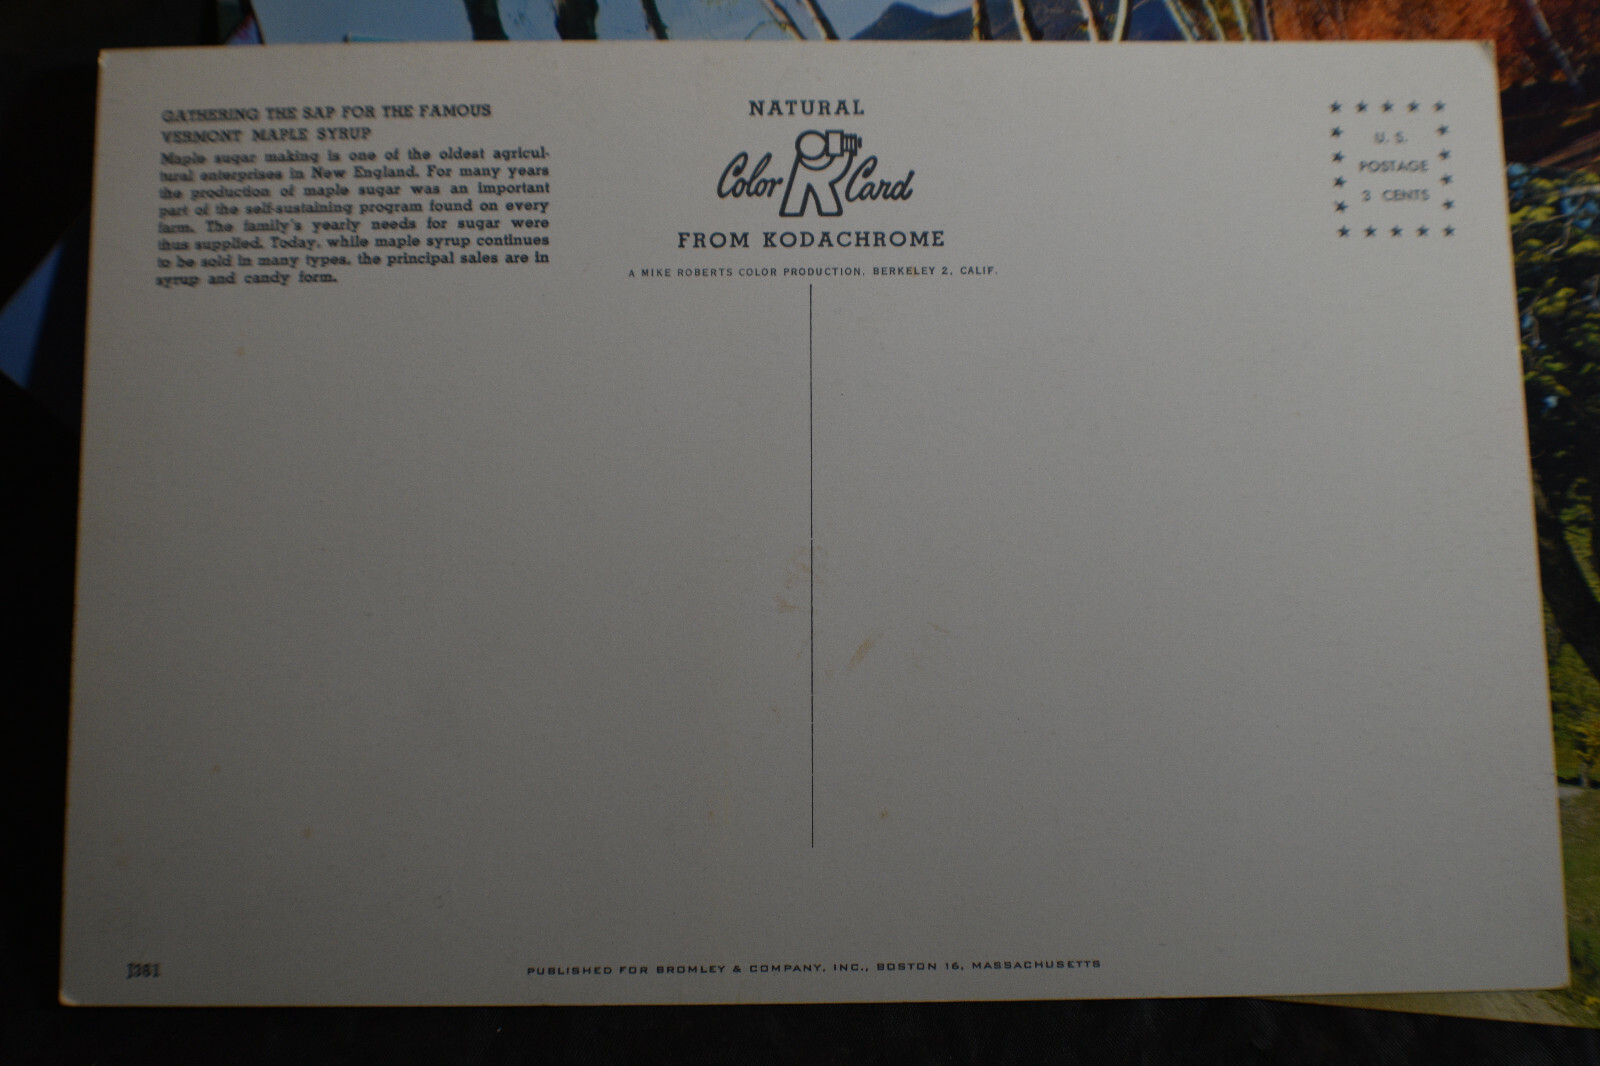 GATHERING THE SAP FOR THE FAMOUS
VERMONT MAPLE SYRUP
Maple sugar making is one of the oldest agricul-
tural enterprises in New England. For many years
the production of maple sugar was an important
part of the self-sustaining program found on every
farm. The family's yearly needs for sugar were
thus supplied. Today, while maple syrup continues
to be sold in many types, the principal sales are in
syrup and candy form.
NATURAL
Color R Card
FROM KODACHROME
A MIKE ROBERTS COLOR PRODUCTION, BERKELEY 2, CALIF.
U. S.
POSTAGE
3 CENTS
J381
PUBLISHED FOR BROMLEY & COMPANY, INC., BOSTON 16, MASSACHUSETTS